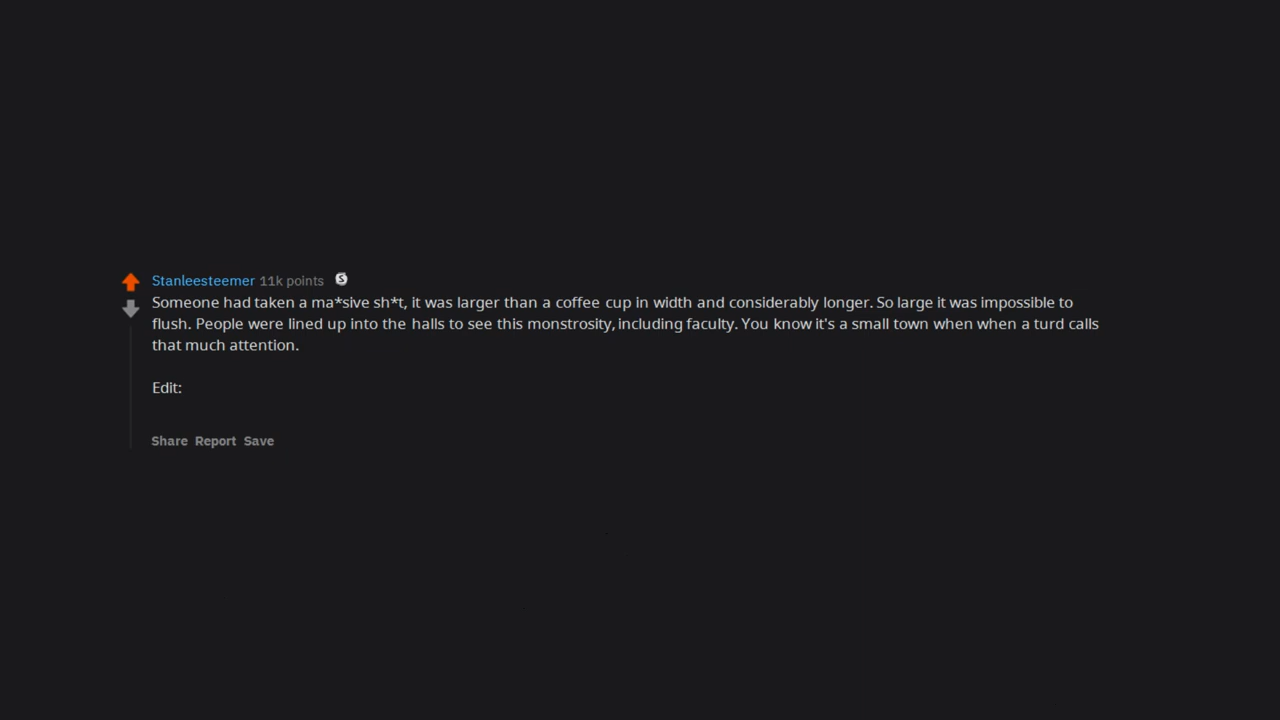 Stanleesteemer 11k points S
Someone had taken a ma*sive sh*t, it was larger than a coffee cup in width and considerably longer. So large it was impossible to
flush. People were lined up into the halls to see this monstrosity, including faculty. You know it's a small town when when a turd calls
that much attention.
Edit:
Share Report Save